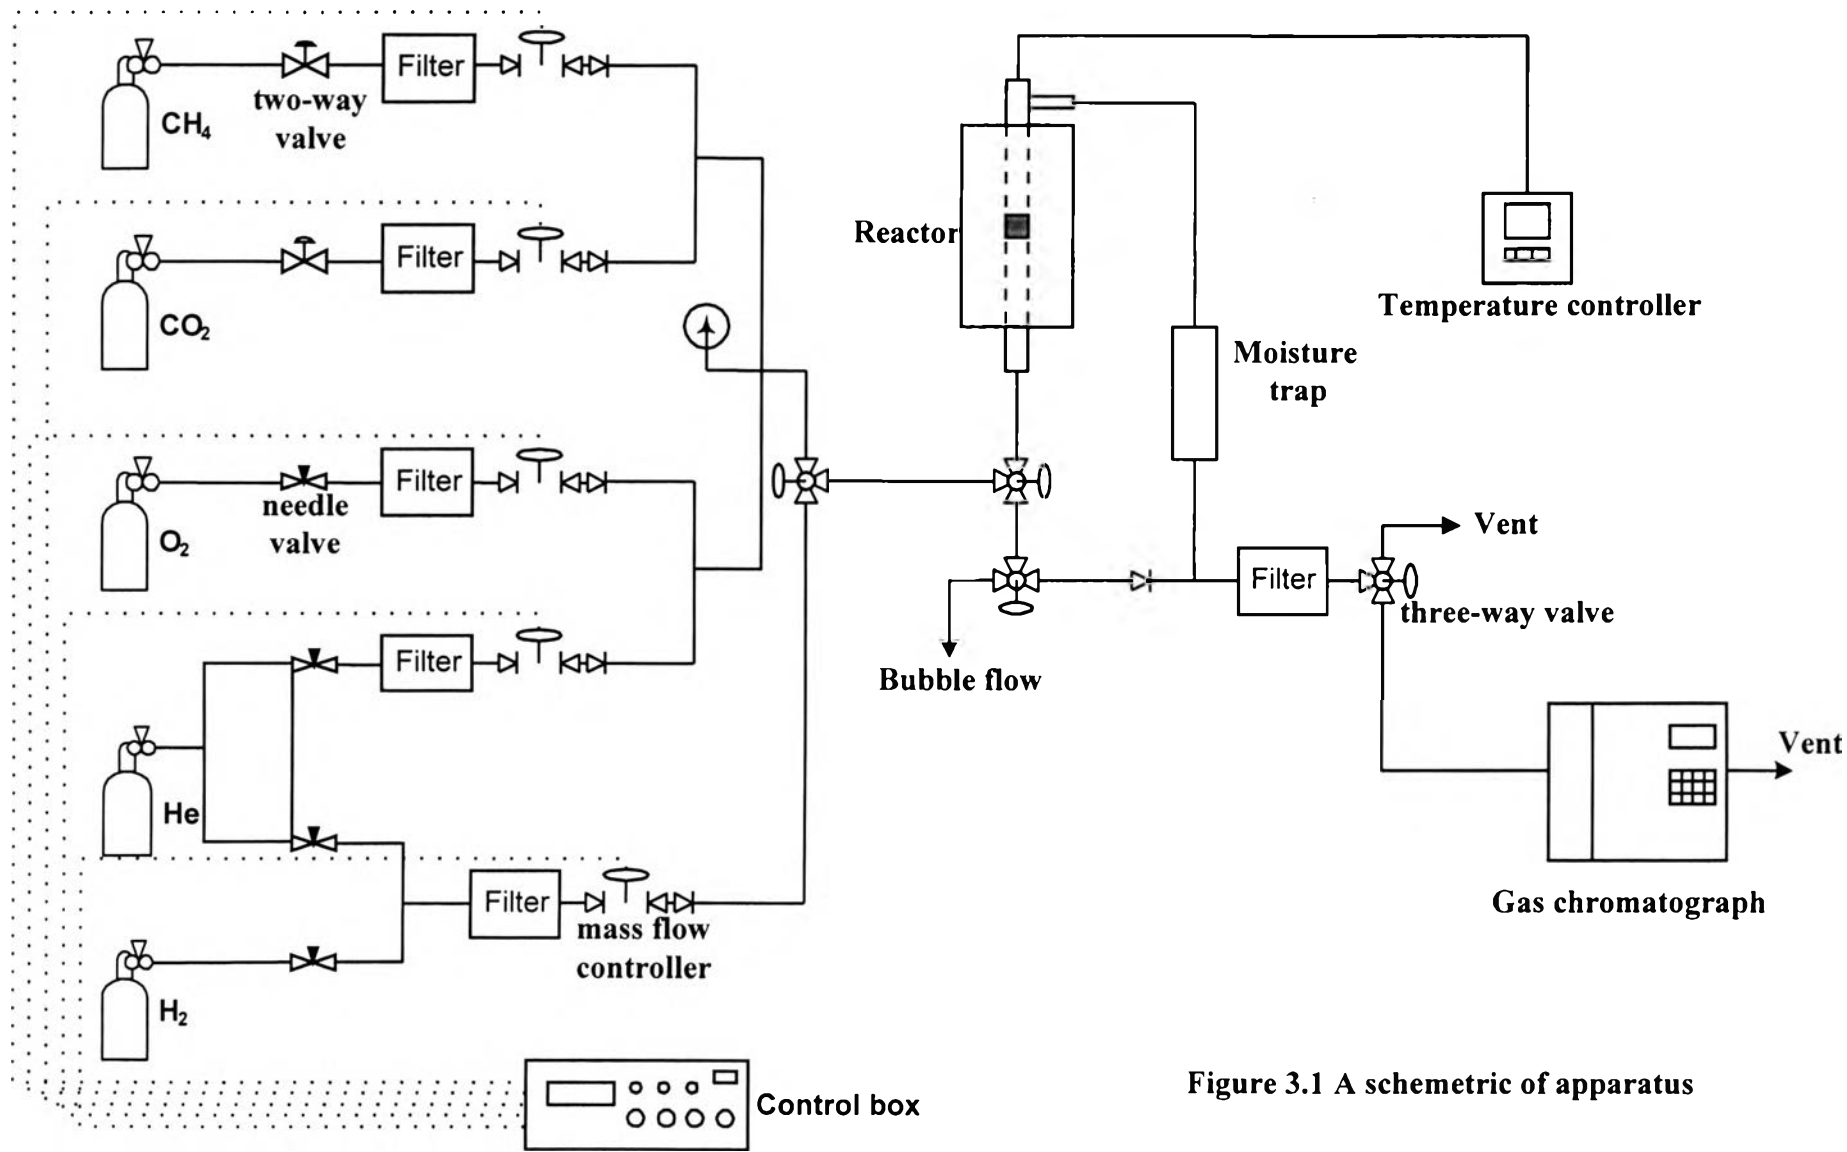 CH4
two-way
valve
Filter
CO2
Filter
O2
needle
valve
Filter
He
Filter
H2
Filter
mass flow
controller
Control box
Reactor
Moisture
trap
Temperature controller
Bubble flow
Filter
Vent
three-way valve
Vent
Gas chromatograph
Figure 3.1 A schemetric of apparatus